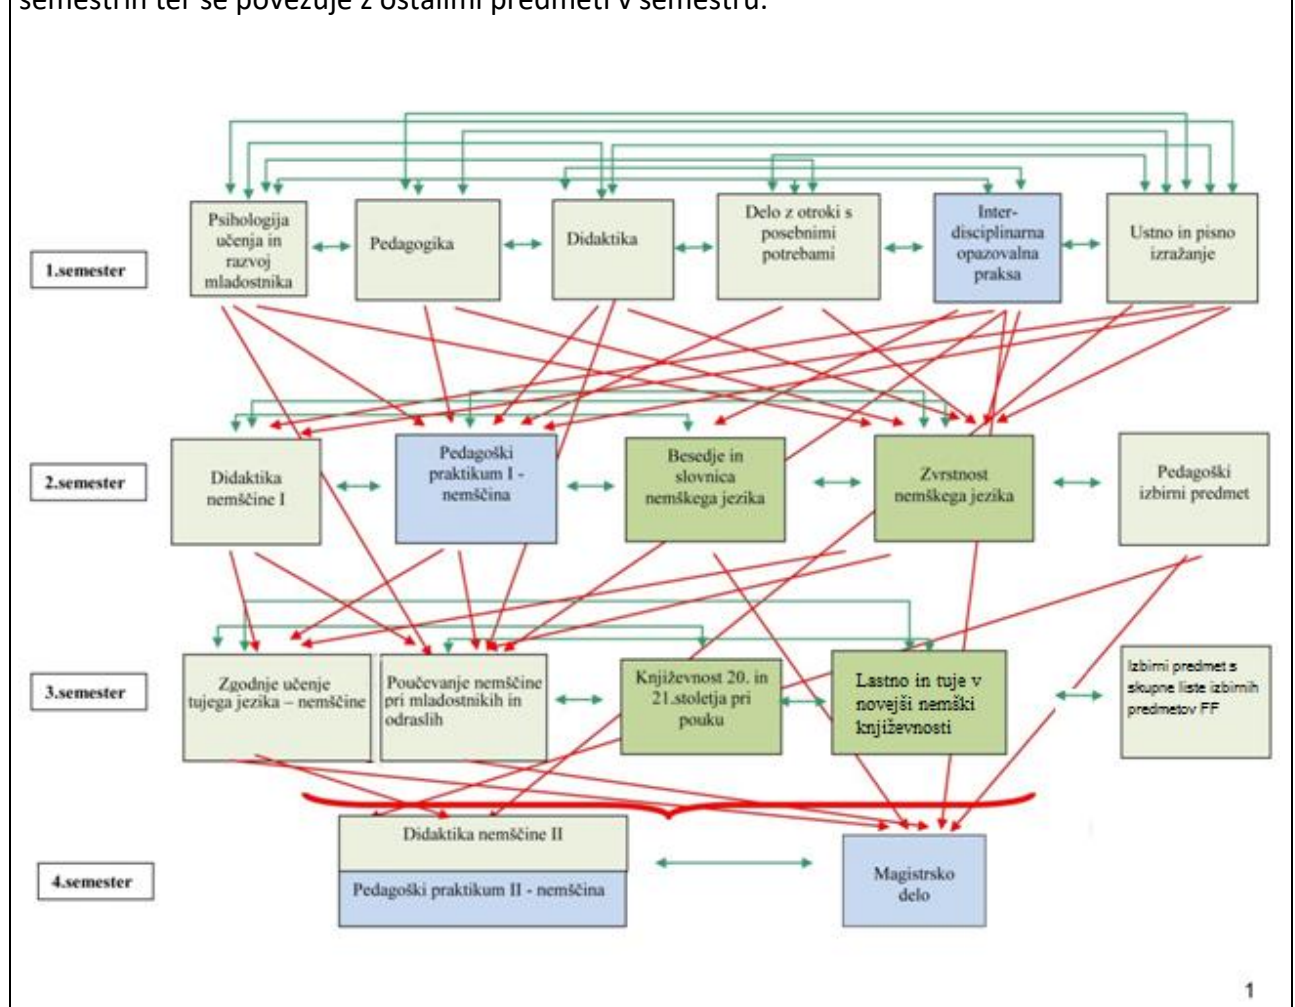 semestrih ter se povezuje z ostalimi predmeti v semestru.
1.semester
Psihologija
učenja in
razvoj
mladostnika
Pedagogika
Didaktika
Delo z otroki s
posebnimi
potrebami
Inter-
disciplinarna
opazovalna
praksa
Ustno in pisno
izražanje
2.semester
Didaktika
nemščine I
Pedagoški
praktikum I -
nemščina
Besedje in
slovnica
nemškega jezika
Zvrstnost
nemškega jezika
Pedagoški
izbirni predmet
3.semester
Zgodnje učenje
tujega jezika – nemščine
Poučevanje nemščine
pri mladostnikih in
odraslih
Književnost 20. in
21.stoletja pri
pouku
Lastno in tuje v
novejši nemški
književnosti
Izbirni predmet s
skupne liste izbirnih
predmetov FF
4.semester
Didaktika nemščine II
Pedagoški praktikum II - nemščina
Magistrsko
delo
1